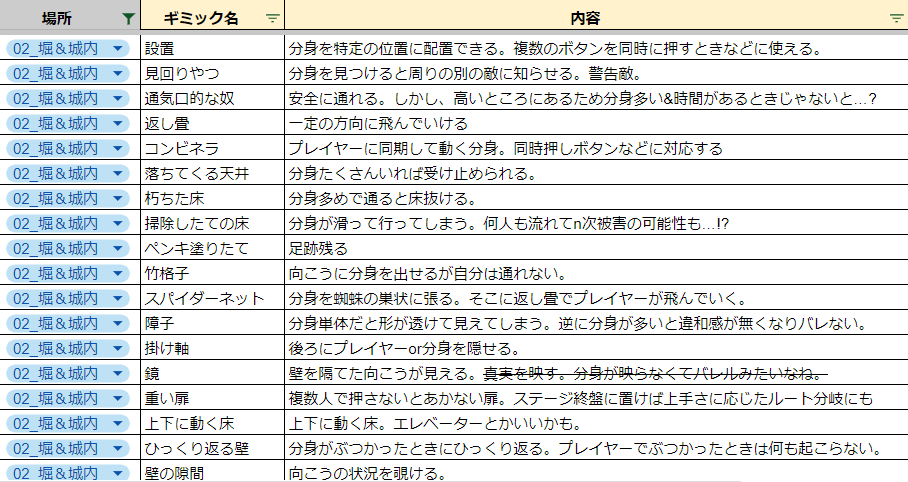 場所 ギミック名 内容
02_堀＆城内 設置 分身を特定の位置に配置できる。複数のボタンを同時に押すときなどに使える。
02_堀＆城内 見回りやつ 分身を見つけると周りの別の敵に知らせる。警告敵。
02_堀＆城内 通気口的な奴 安全に通れる。しかし、高いところにあるため分身多い&時間があるときじゃないと…?
02_堀＆城内 返し畳 一定の方向に飛んでいける
02_堀＆城内 コンビネラ プレイヤーに同期して動く分身。同時押しボタンなどに対応する
02_堀＆城内 落ちてくる天井 分身たくさんいれば受け止められる。
02_堀＆城内 朽ちた床 分身多めで通ると床抜ける。
02_堀＆城内 掃除したての床 分身が滑って行ってしまう。何人も流れてn次被害の可能性も…!?
02_堀＆城内 ペンキ塗りたて 足跡残る
02_堀＆城内 竹格子 向こうに分身を出せるが自分は通れない。
02_堀＆城内 スパイダーネット 分身を蜘蛛の巣状に張る。そこに返し畳でプレイヤーが飛んでいく。
02_堀＆城内 障子 分身単体だと形が透けて見えてしまう。逆に分身が多いと違和感が無くなりバレない。
02_堀＆城内 掛け軸 後ろにプレイヤーor分身を隠せる。
02_堀＆城内 鏡 壁を隔てた向こうが見える。真実を映す。分身が映らなくてバレルみたいなね。
02_堀＆城内 重い扉 複数人で押さないとあかない扉。ステージ終盤に置けば上手さに応じたルート分岐にも
02_堀＆城内 上下に動く床 上下に動く床。エレベーターとかいいかも。
02_堀＆城内 ひっくり返る壁 分身がぶつかったときにひっくり返る。プレイヤーでぶつかったときは何も起こらない。
02_堀＆城内 壁の隙間 向こうの状況を覗ける。